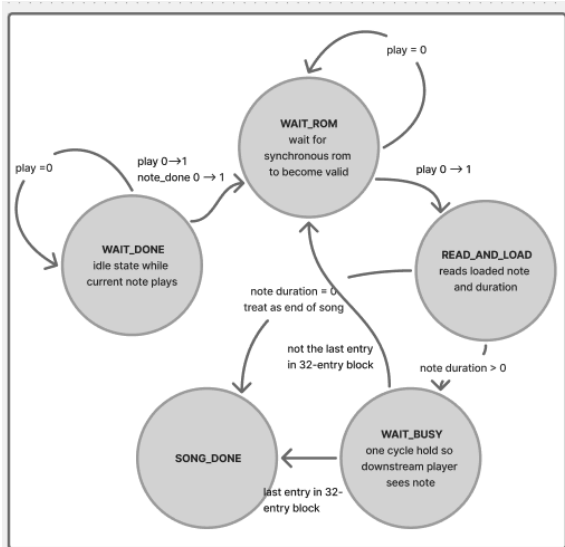 play = 0
WAIT_ROM
wait for
synchronous rom
to become valid
play 0→1
note_done 0 → 1
play =0
play 0 → 1
WAIT_DONE
idle state while
current note plays
READ_AND_LOAD
reads loaded note
and duration
note duration = 0
treat as end of song
not the last entry
in 32-entry block
note duration > 0
SONG_DONE
WAIT_BUSY
one cycle hold so
downstream player
sees note
last entry in 32-
entry block